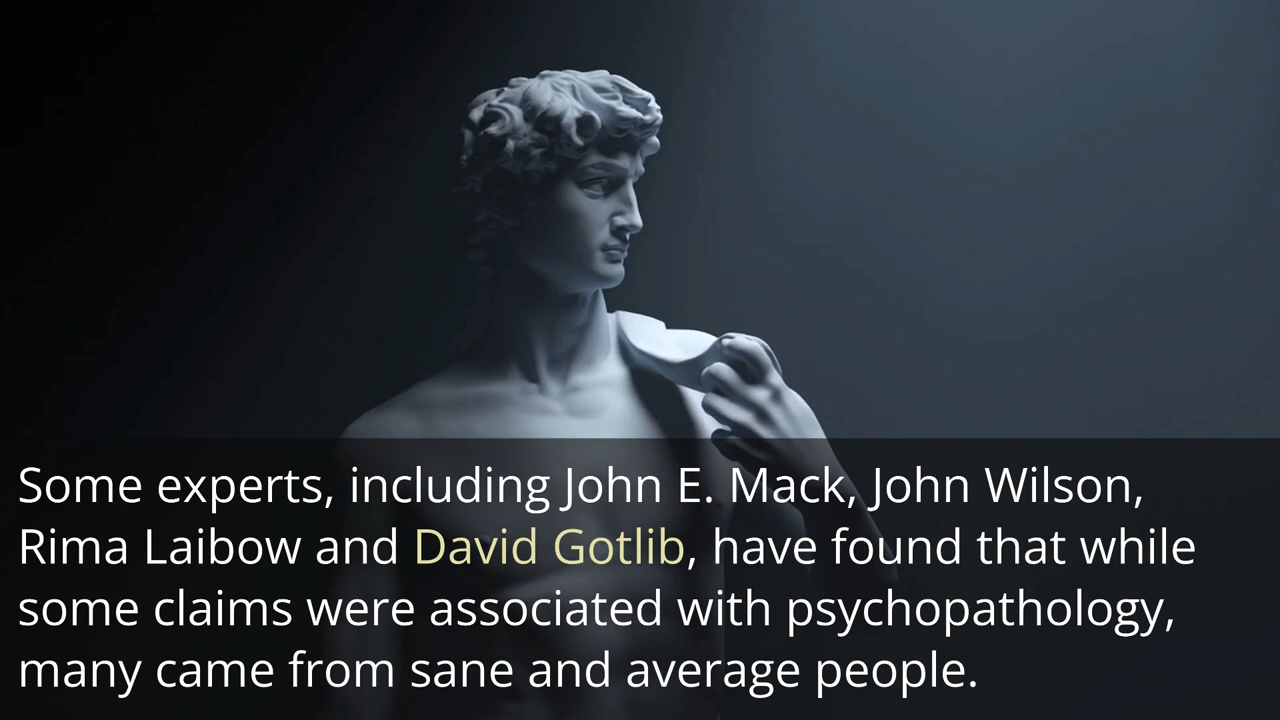 Some experts, including John E. Mack, John Wilson,
Rima Laibow and David Gotlib, have found that while
some claims were associated with psychopathology,
many came from sane and average people.